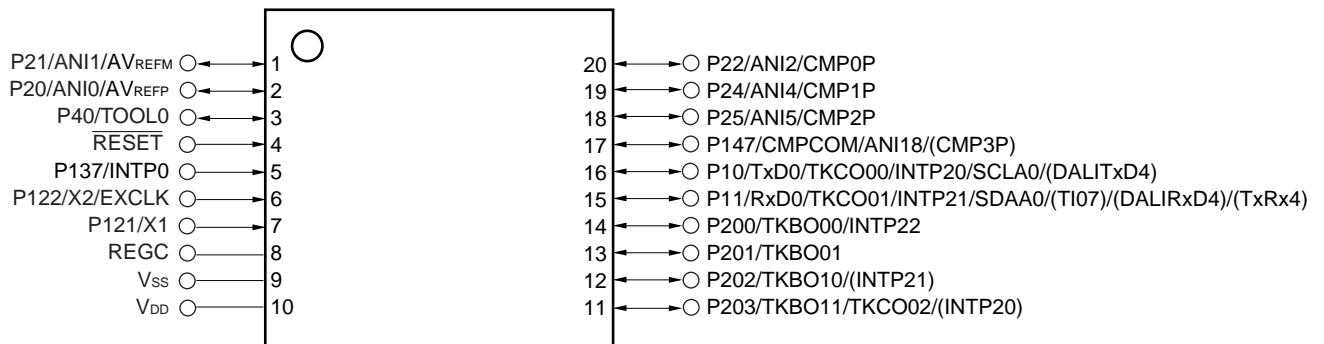 P21/ANI1/AVREFM 1
P20/ANI0/AVREFP 2
P40/TOOL0 3
RESET 4
P137/INTP0 5
P122/X2/EXCLK 6
P121/X1 7
REGC 8
VSS 9
VDD 10
20 P22/ANI2/CMP0P
19 P24/ANI4/CMP1P
18 P25/ANI5/CMP2P
17 P147/CMPCOM/ANI18/(CMP3P)
16 P10/TxD0/TKCO00/INTP20/SCLA0/(DALITxD4)
15 P11/RxD0/TKCO01/INTP21/SDAA0/(TI07)/(DALIRxD4)/(TxRx4)
14 P200/TKBO00/INTP22
13 P201/TKBO01
12 P202/TKBO10/(INTP21)
11 P203/TKBO11/TKCO02/(INTP20)